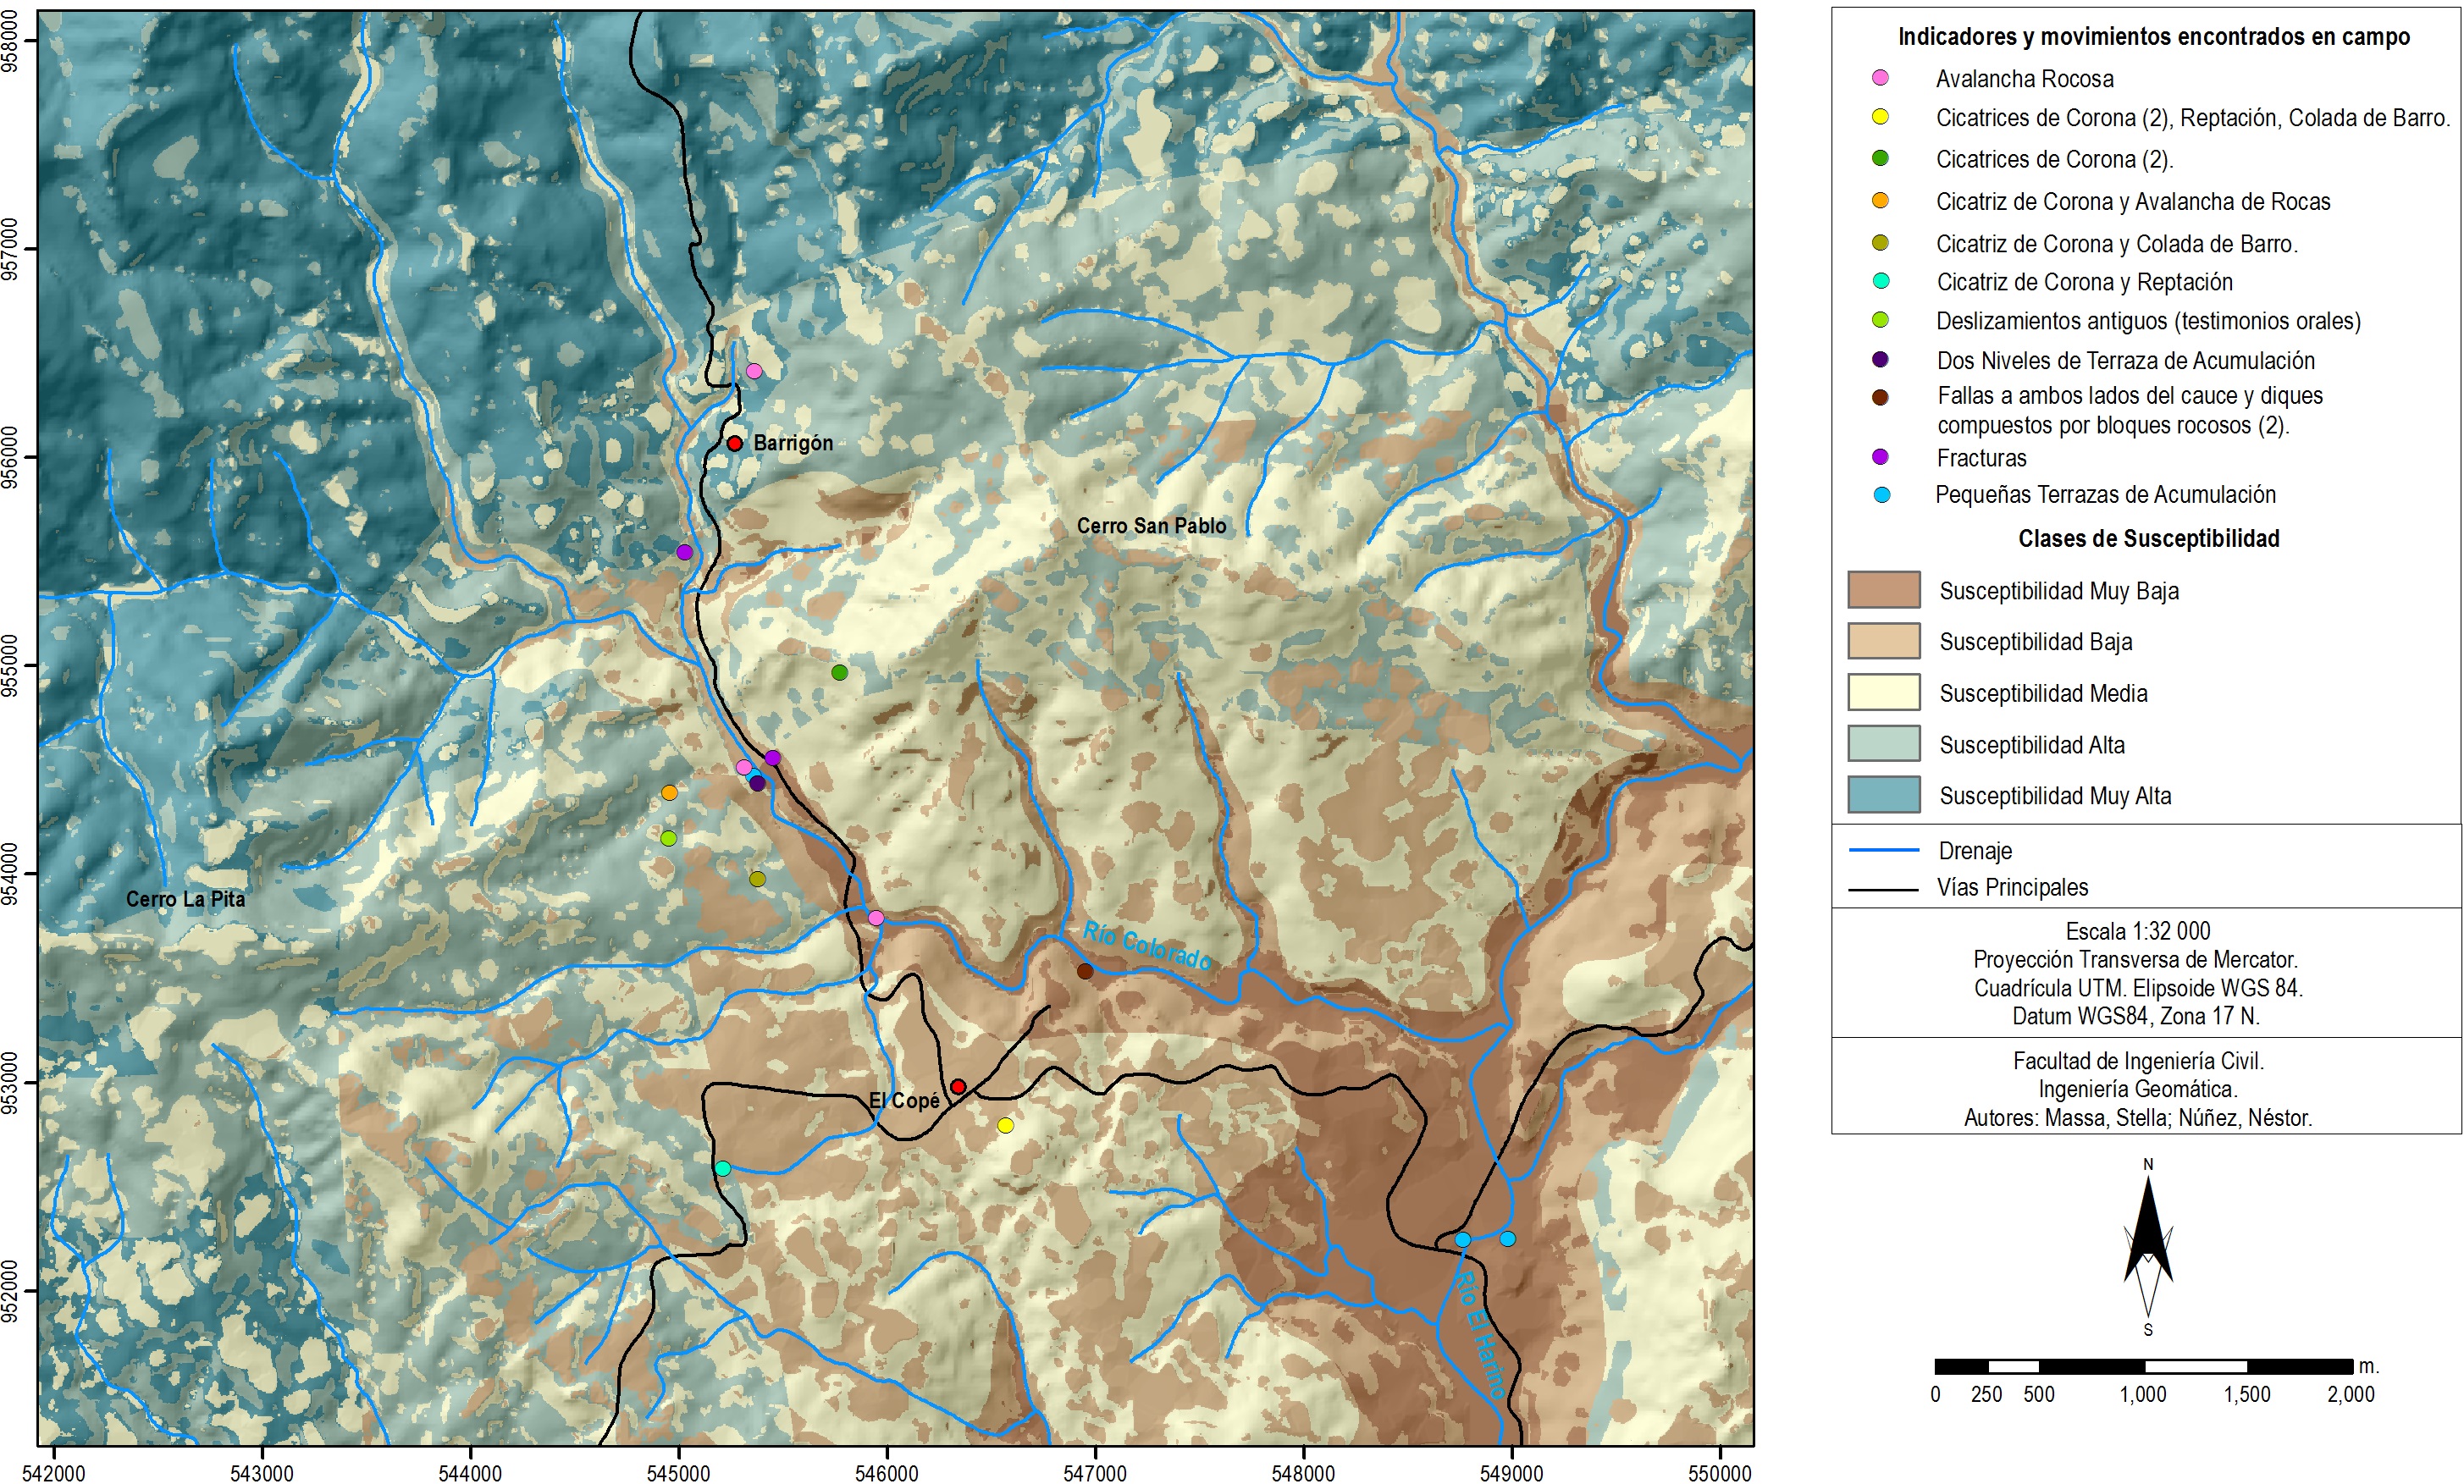 958000
957000
956000
955000
954000
953000
952000
542000
543000
544000
545000
546000
547000
548000
549000
550000
Barrigón
Cerro San Pablo
Cerro La Pita
Río Colorado
El Copé
Río El Harino
Indicadores y movimientos encontrados en campo
Avalancha Rocosa
Cicatrices de Corona (2), Reptación, Colada de Barro.
Cicatrices de Corona (2).
Cicatriz de Corona y Avalancha de Rocas
Cicatriz de Corona y Colada de Barro.
Cicatriz de Corona y Reptación
Deslizamientos antiguos (testimonios orales)
Dos Niveles de Terraza de Acumulación
Fallas a ambos lados del cauce y diques
compuestos por bloques rocosos (2).
Fracturas
Pequeñas Terrazas de Acumulación
Clases de Susceptibilidad
Susceptibilidad Muy Baja
Susceptibilidad Baja
Susceptibilidad Media
Susceptibilidad Alta
Susceptibilidad Muy Alta
Drenaje
Vías Principales
Escala 1:32 000
Proyección Transversa de Mercator.
Cuadrícula UTM. Elipsoide WGS 84.
Datum WGS84, Zona 17 N.
Facultad de Ingeniería Civil.
Ingeniería Geomática.
Autores: Massa, Stella; Núñez, Néstor.
N
S
m.
0 250 500 1,000 1,500 2,000